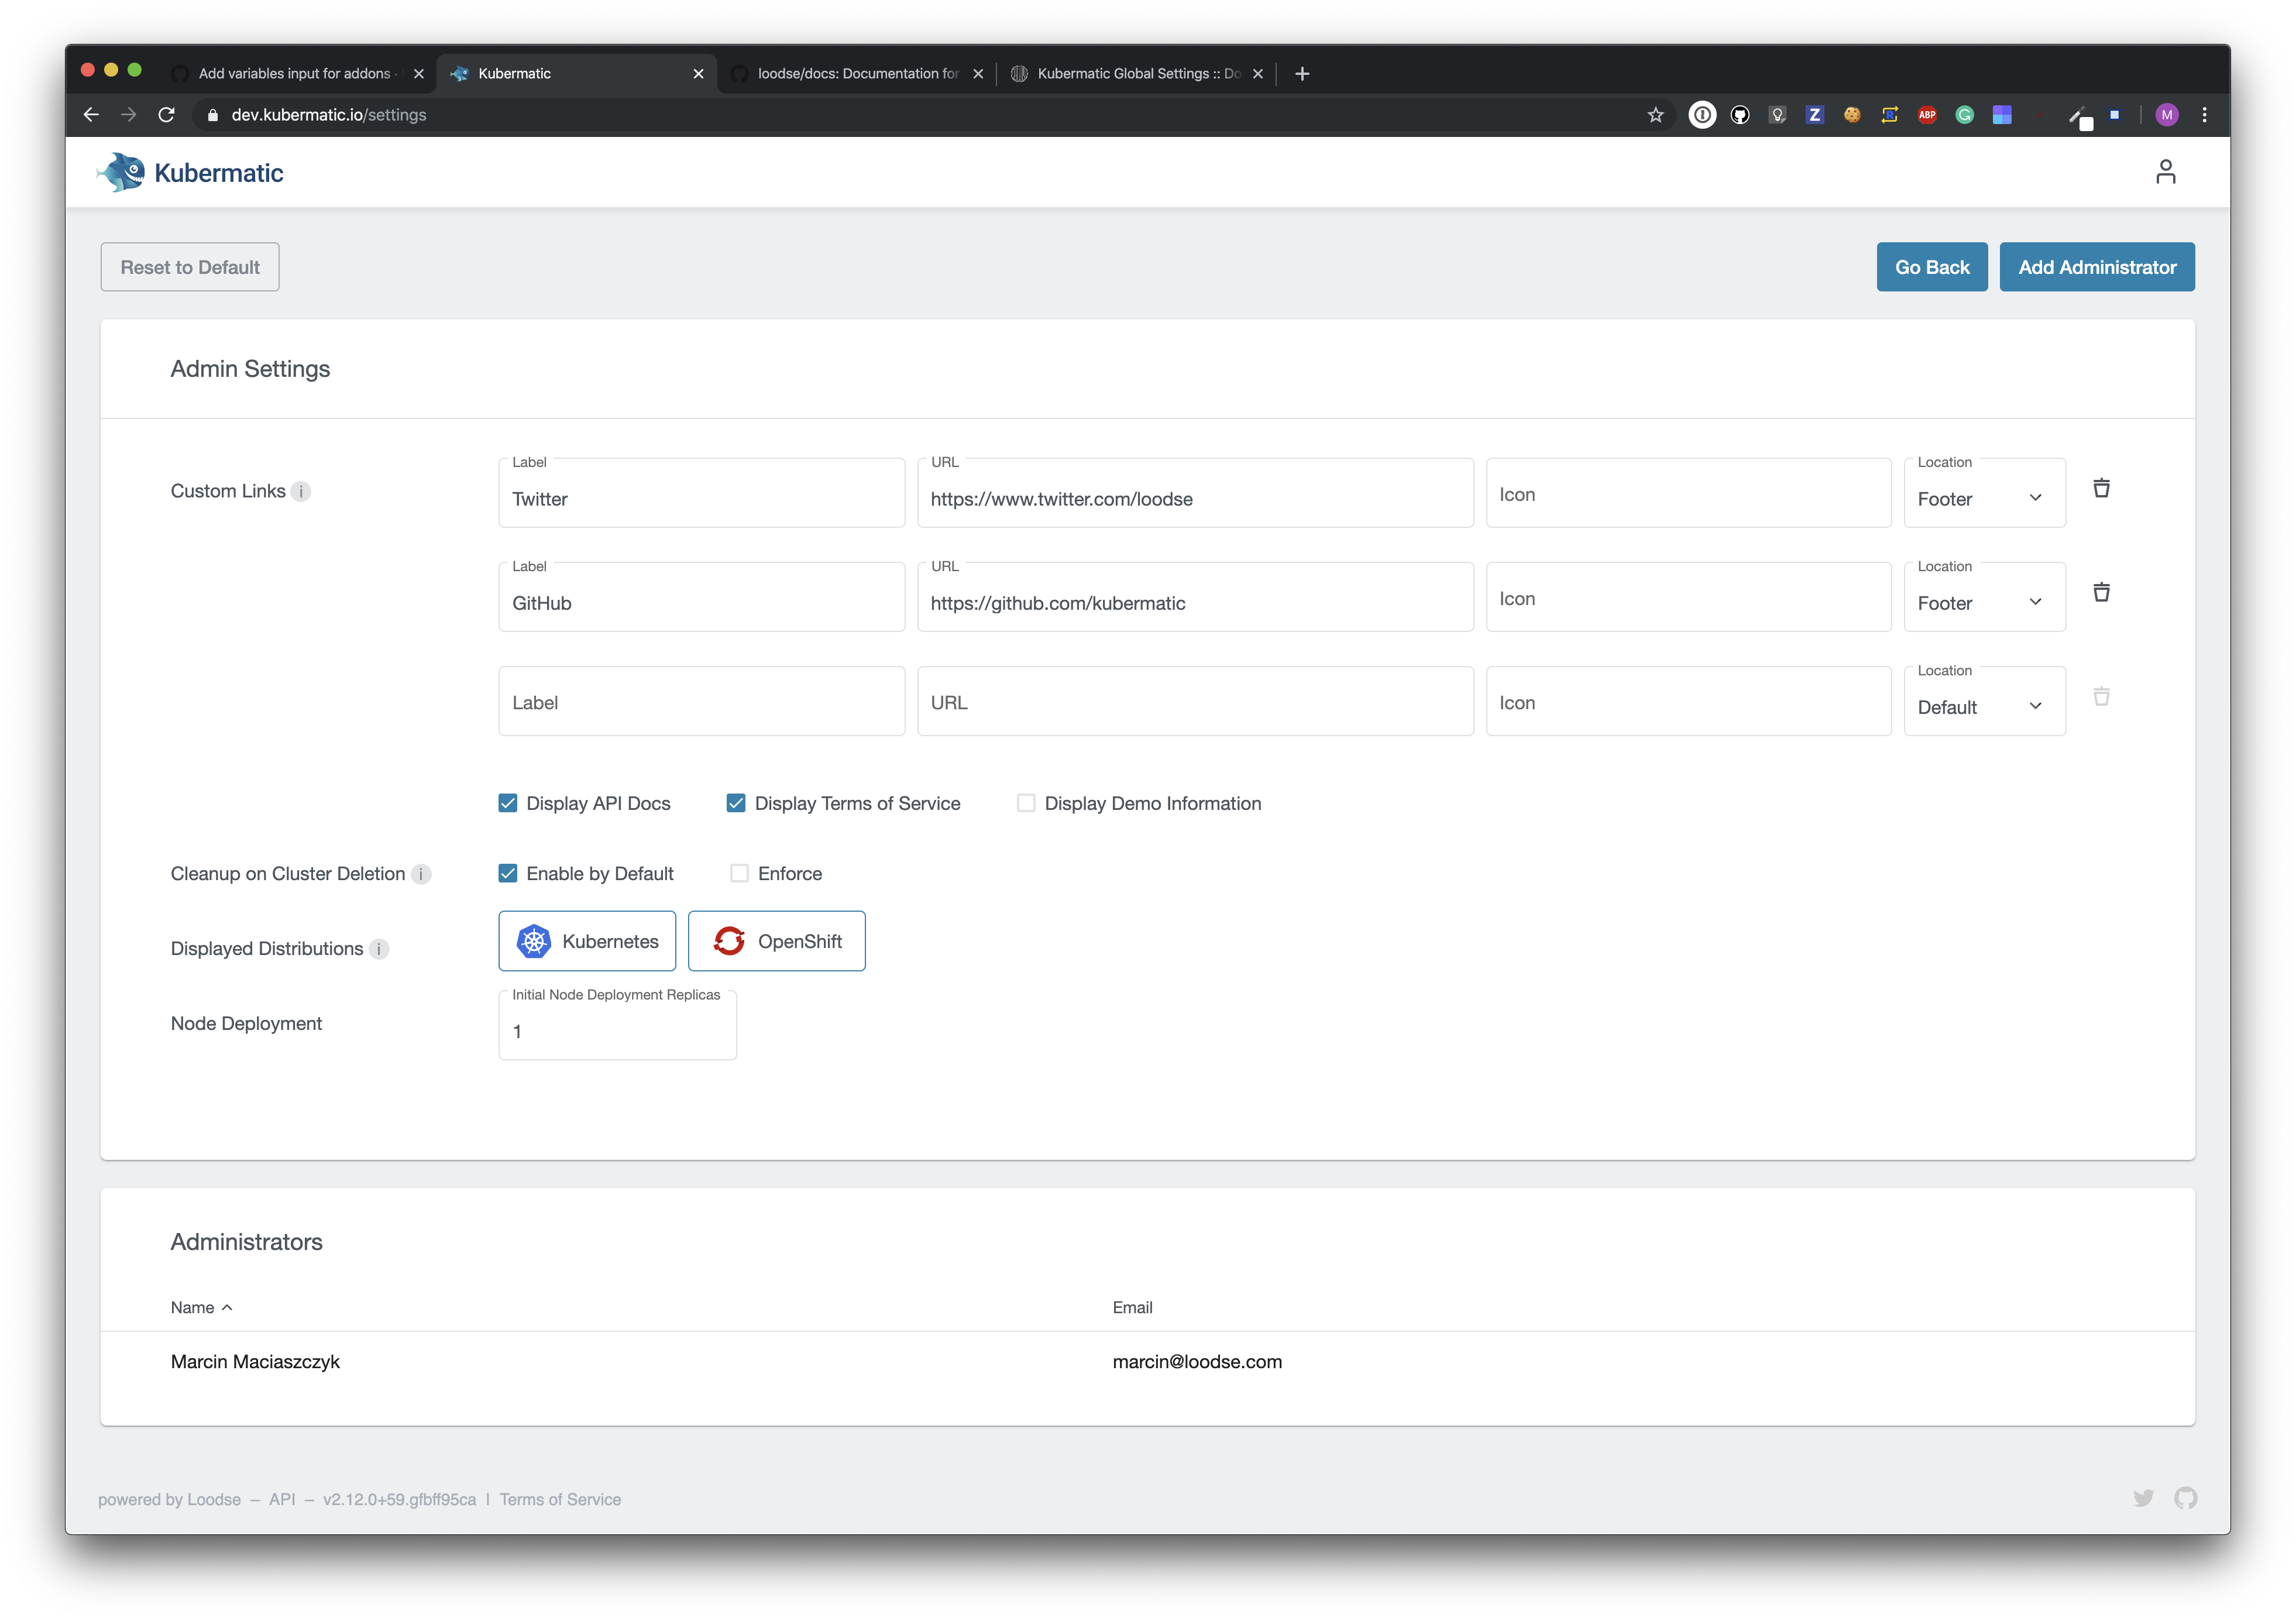 Add variables input for addons ·
Kubermatic
loodse/docs: Documentation for
Kubermatic Global Settings :: Do
dev.kubermatic.io/settings
Z
ABP
M
Kubermatic
Reset to Default
Go Back
Add Administrator
Admin Settings
Custom Links i
Label
Twitter
URL
https://www.twitter.com/loodse
Icon
Location
Footer
Label
GitHub
URL
https://github.com/kubermatic
Icon
Location
Footer
Label
URL
Icon
Location
Default
Display API Docs
Display Terms of Service
Display Demo Information
Cleanup on Cluster Deletion i
Enable by Default
Enforce
Displayed Distributions i
Kubernetes
OpenShift
Node Deployment
Initial Node Deployment Replicas
1
Administrators
Name
Email
Marcin Maciaszczyk
marcin@loodse.com
powered by Loodse – API – v2.12.0+59.gfbff95ca | Terms of Service